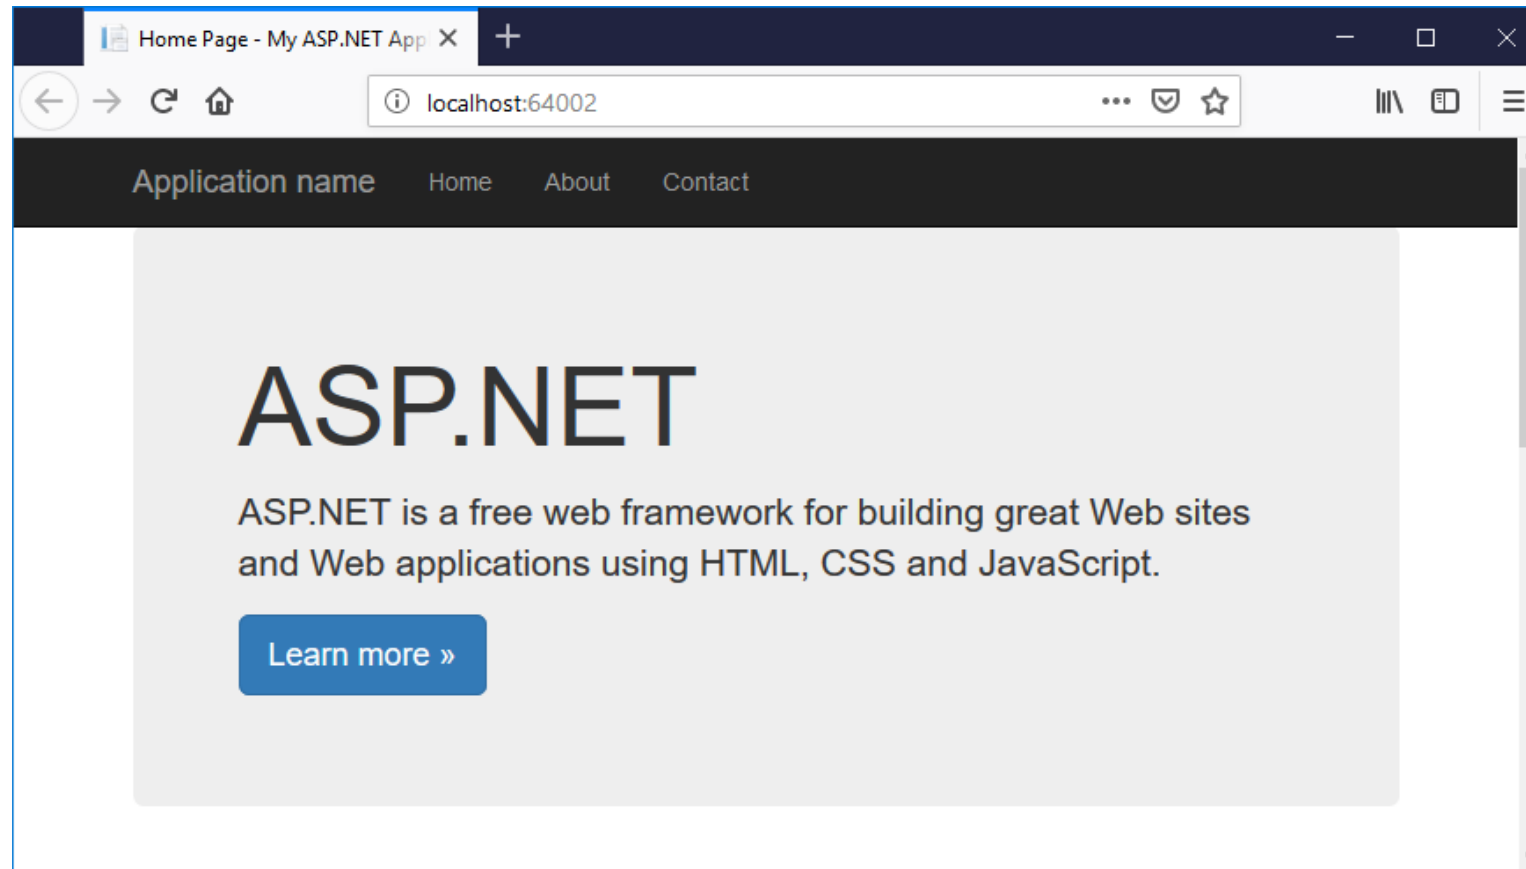 Home Page - My ASP.NET App
localhost:64002
Application name Home About Contact
ASP.NET
ASP.NET is a free web framework for building great Web sites
and Web applications using HTML, CSS and JavaScript.
Learn more »